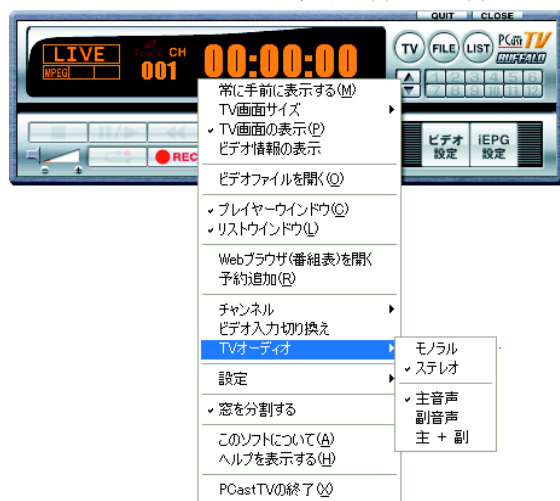 QUIT CLOSE
LIVE Track CH 00:00:00 TV FILE LIST PCast TV
MPEG 001 BUFFALO
1 2 3 4 5 6
7 8 9 10 11 12
REC
ビデオ設定
iEPG設定
常に手前に表示する(M)
TV画面サイズ
TV画面の表示(P)
ビデオ情報の表示
ビデオファイルを開く(O)
プレイヤーウインドウ(C)
リストウインドウ(L)
Webブラウザ(番組表)を開く
予約追加(R)
チャンネル
ビデオ入力切り換え
TVオーディオ
設定
窓を分割する
このソフトについて(A)
ヘルプを表示する(H)
PCastTVの終了(X)
モノラル
ステレオ
主音声
副音声
主 + 副